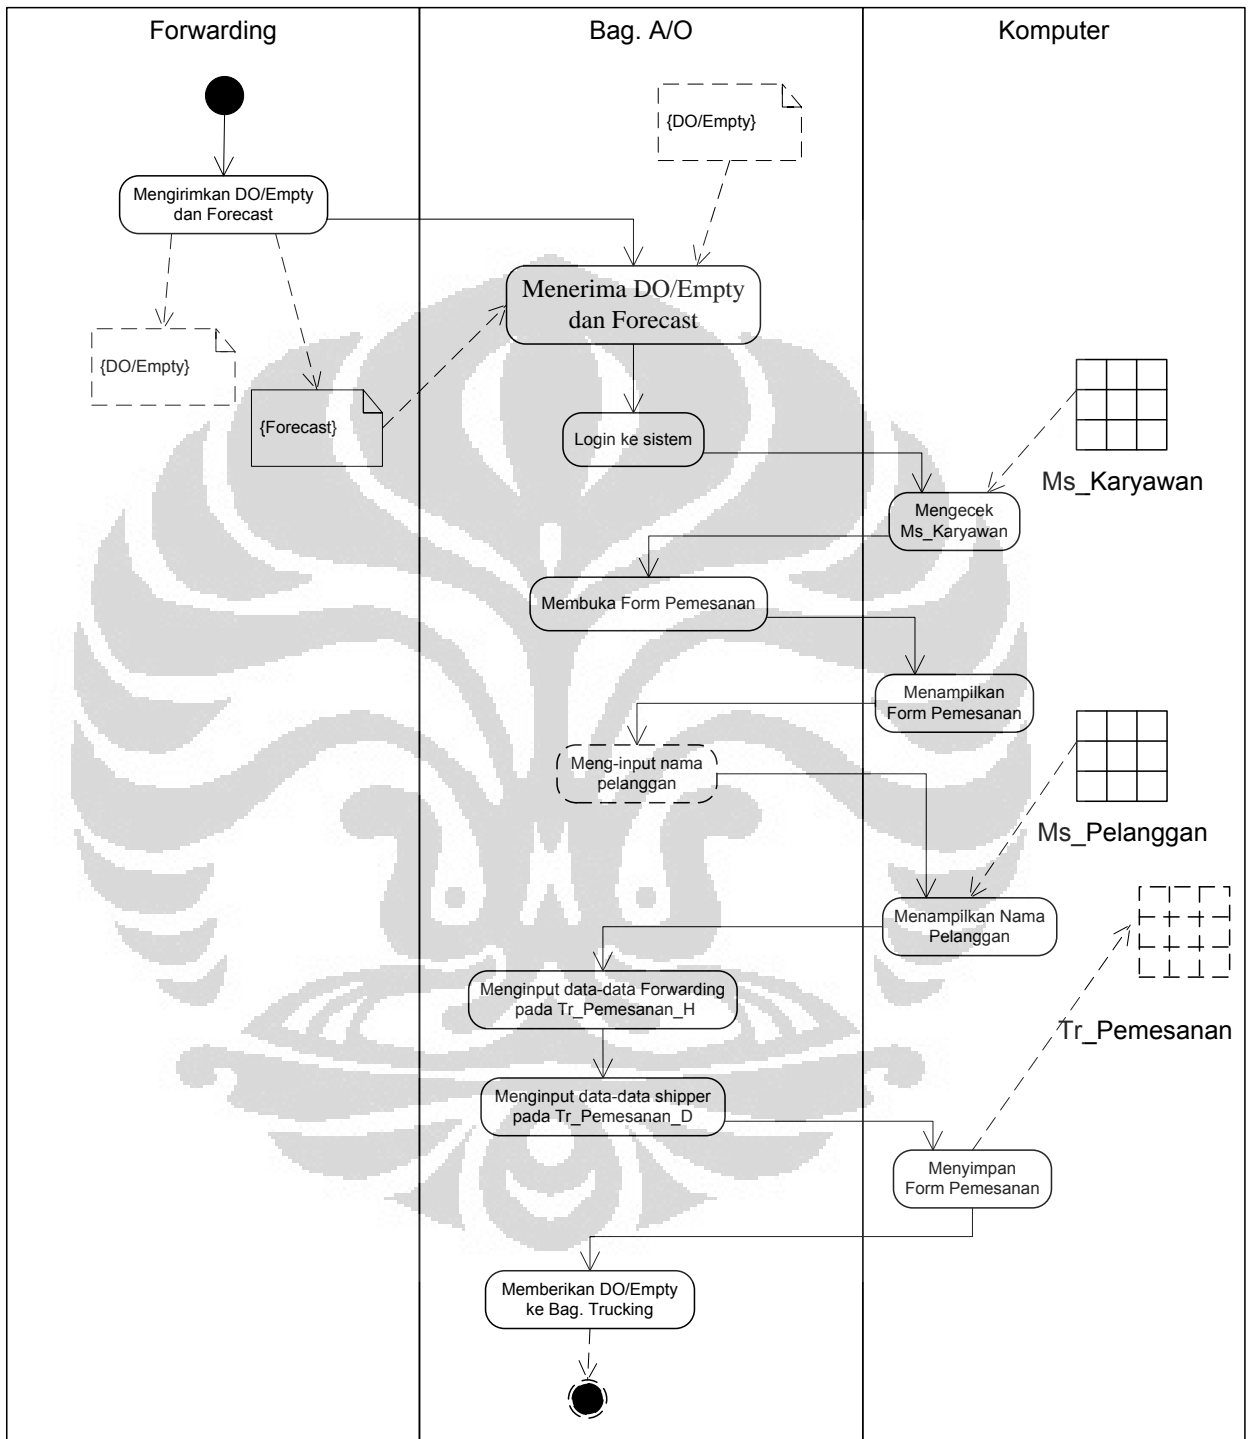 Forwarding
Bag. A/O
Komputer
{DO/Empty}
Mengirimkan DO/Empty
dan Forecast
Menerima DO/Empty
dan Forecast
{DO/Empty}
{Forecast}
Login ke sistem
Ms_Karyawan
Mengecek
Ms_Karyawan
Membuka Form Pemesanan
Menampilkan
Form Pemesanan
Meng-input nama
pelanggan
Ms_Pelanggan
Menampilkan Nama
Pelanggan
Menginput data-data Forwarding
pada Tr_Pemesanan_H
Tr_Pemesanan
Menginput data-data shipper
pada Tr_Pemesanan_D
Menyimpan
Form Pemesanan
Memberikan DO/Empty
ke Bag. Trucking